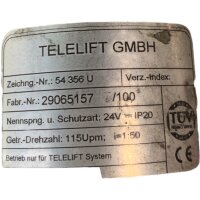 TELELIFT GMBH
Zeichng.-Nr.: 54 356 U Verz.-Index:
Fabr.-Nr.: 29065157 /100
Nennspng. u. Schutzart: 24V = IP20
Getr.-Drehzahl: 115Upm; i=1:50
Betrieb nur für TELELIFT System
TÜV
CE